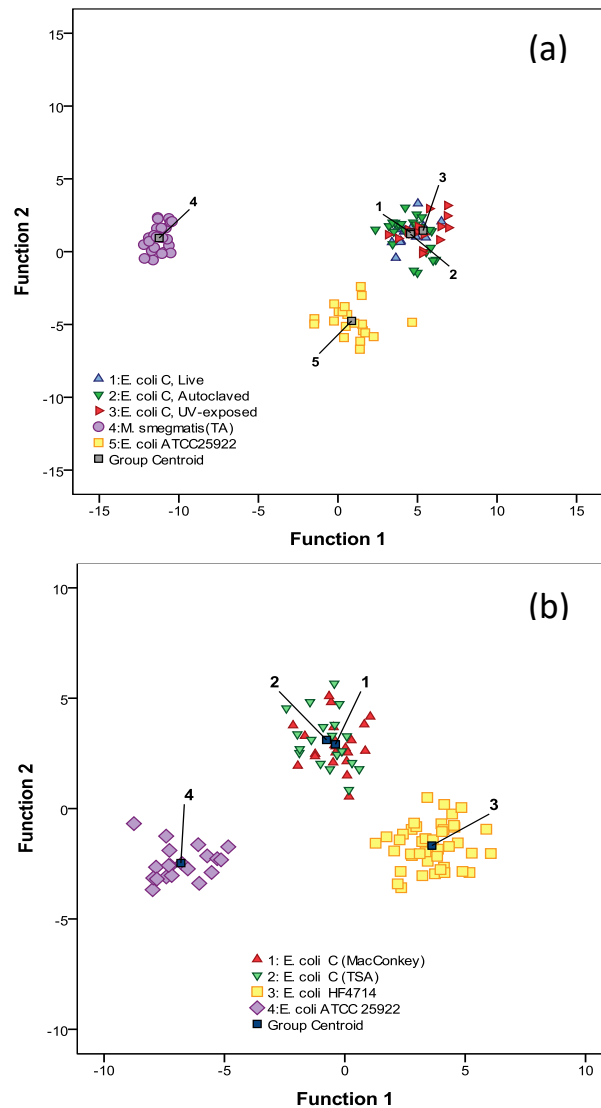 (a)
15
10
5
0
-5
-10
-15
Function 2
1
2
3
4
5
1:E. coli C, Live
2:E. coli C, Autoclaved
3:E. coli C, UV-exposed
4:M. smegmatis(TA)
5:E. coli ATCC25922
Group Centroid
-15 -10 -5 0 5 10 15
Function 1
(b)
10
5
0
-5
-10
Function 2
2
1
4
3
1: E. coli C (MacConkey)
2: E. coli C (TSA)
3: E. coli HF4714
4:E. coli ATCC 25922
Group Centroid
-10 -5 0 5 10
Function 1